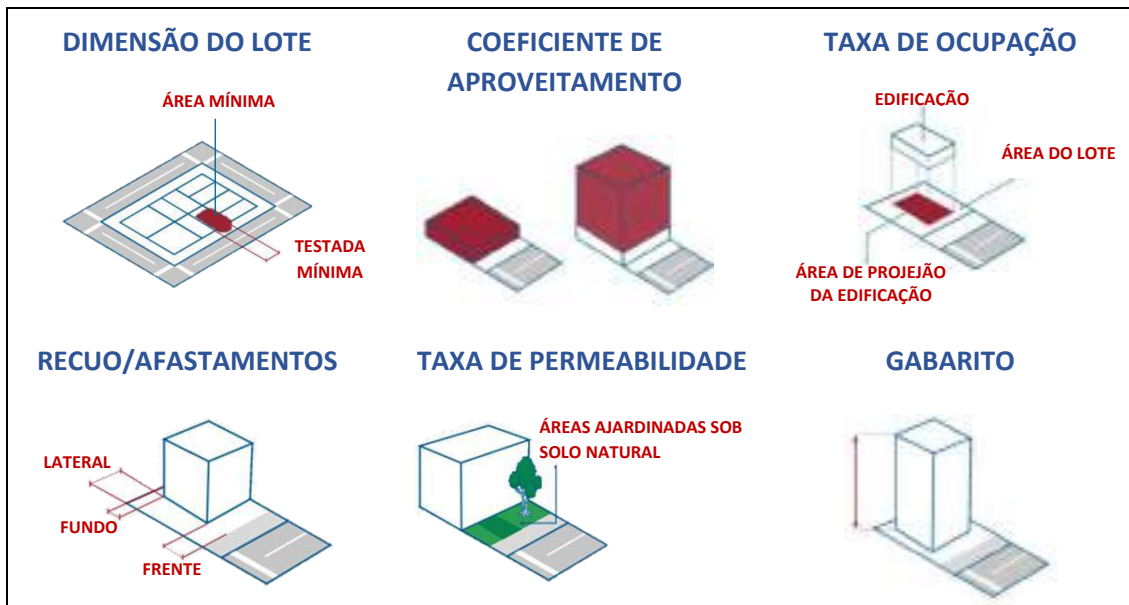 DIMENSÃO DO LOTE
ÁREA MÍNIMA
TESTADA
MÍNIMA
COEFICIENTE DE
APROVEITAMENTO
TAXA DE OCUPAÇÃO
EDIFICAÇÃO
ÁREA DO LOTE
ÁREA DE PROJEJÃO
DA EDIFICAÇÃO
RECUO/AFASTAMENTOS
LATERAL
FUNDO
FRENTE
TAXA DE PERMEABILIDADE
ÁREAS AJARDINADAS SOB
SOLO NATURAL
GABARITO